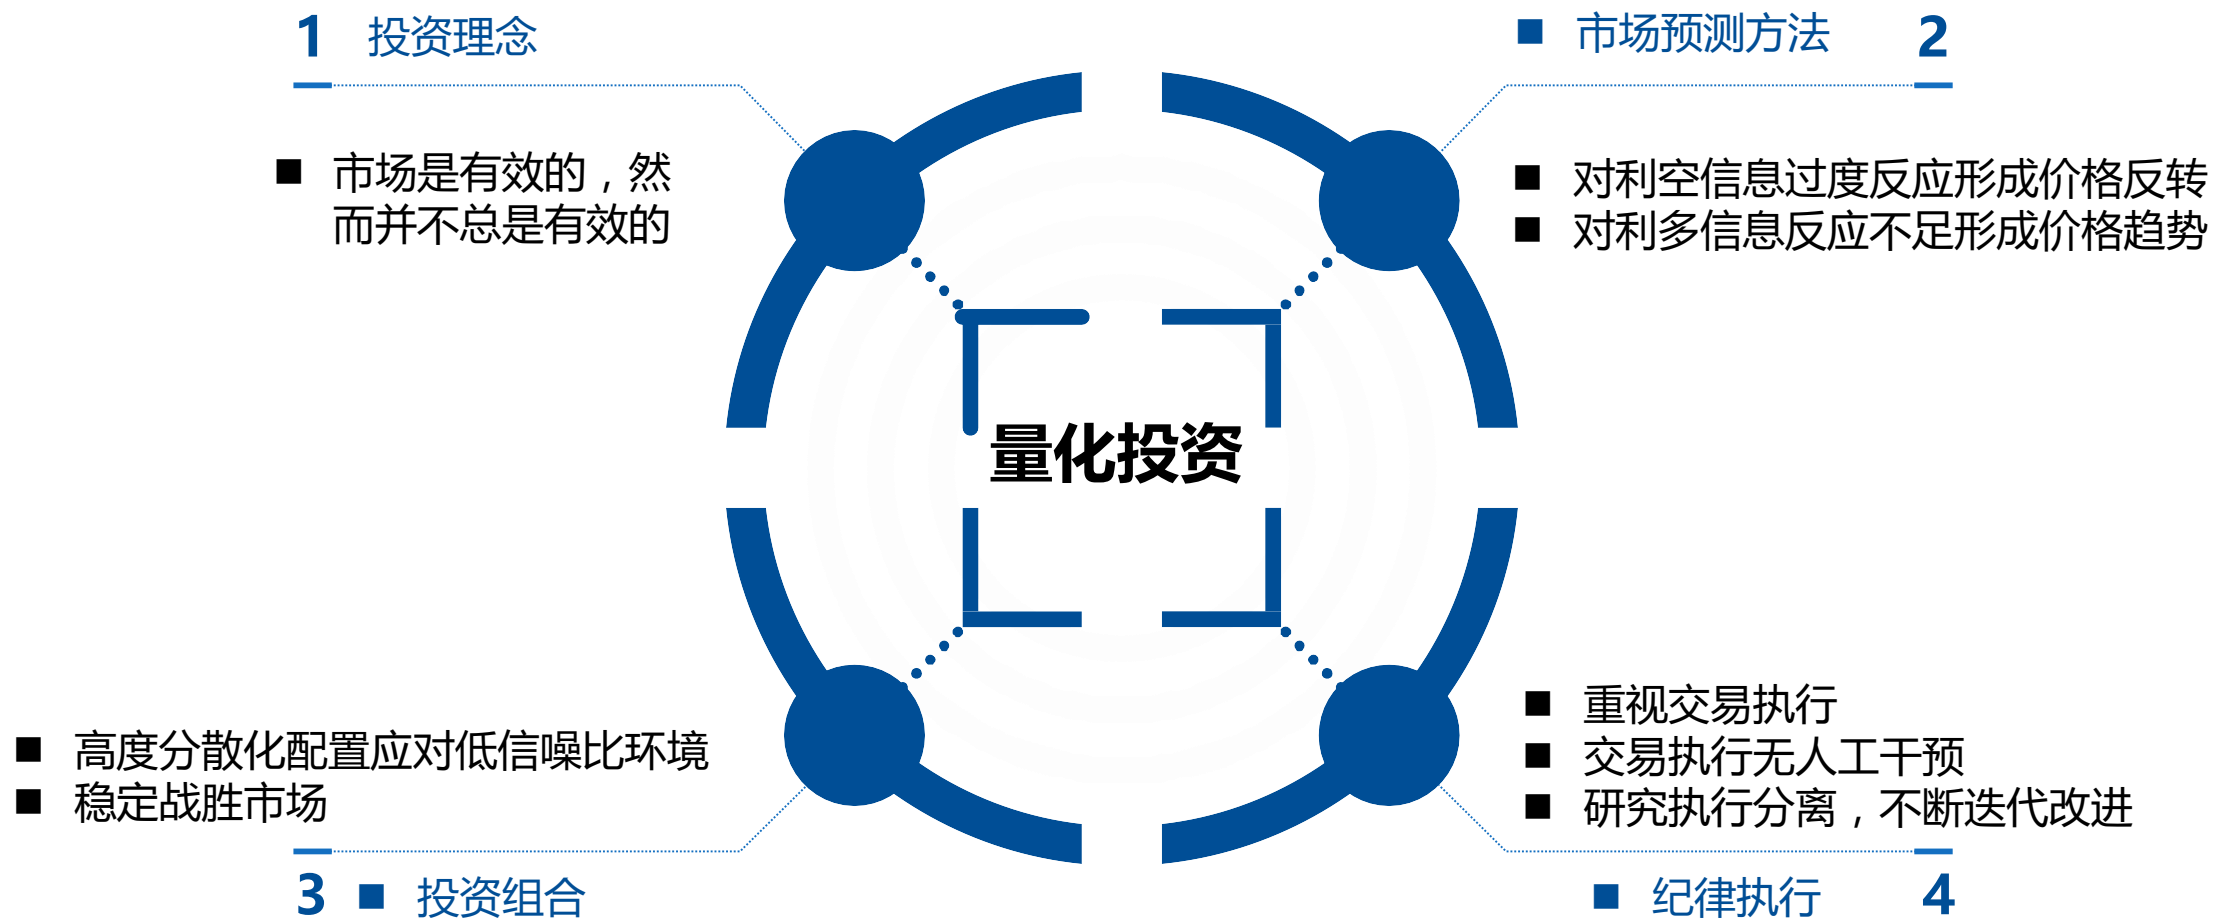 1 投资理念
■ 市场是有效的，然
而并不总是有效的
■ 市场预测方法 2
■ 对利空信息过度反应形成价格反转
■ 对利多信息反应不足形成价格趋势
量化投资
■ 高度分散化配置应对低信噪比环境
■ 稳定战胜市场
3 ■ 投资组合
■ 重视交易执行
■ 交易执行无人工干预
■ 研究执行分离，不断迭代改进
■ 纪律执行 4